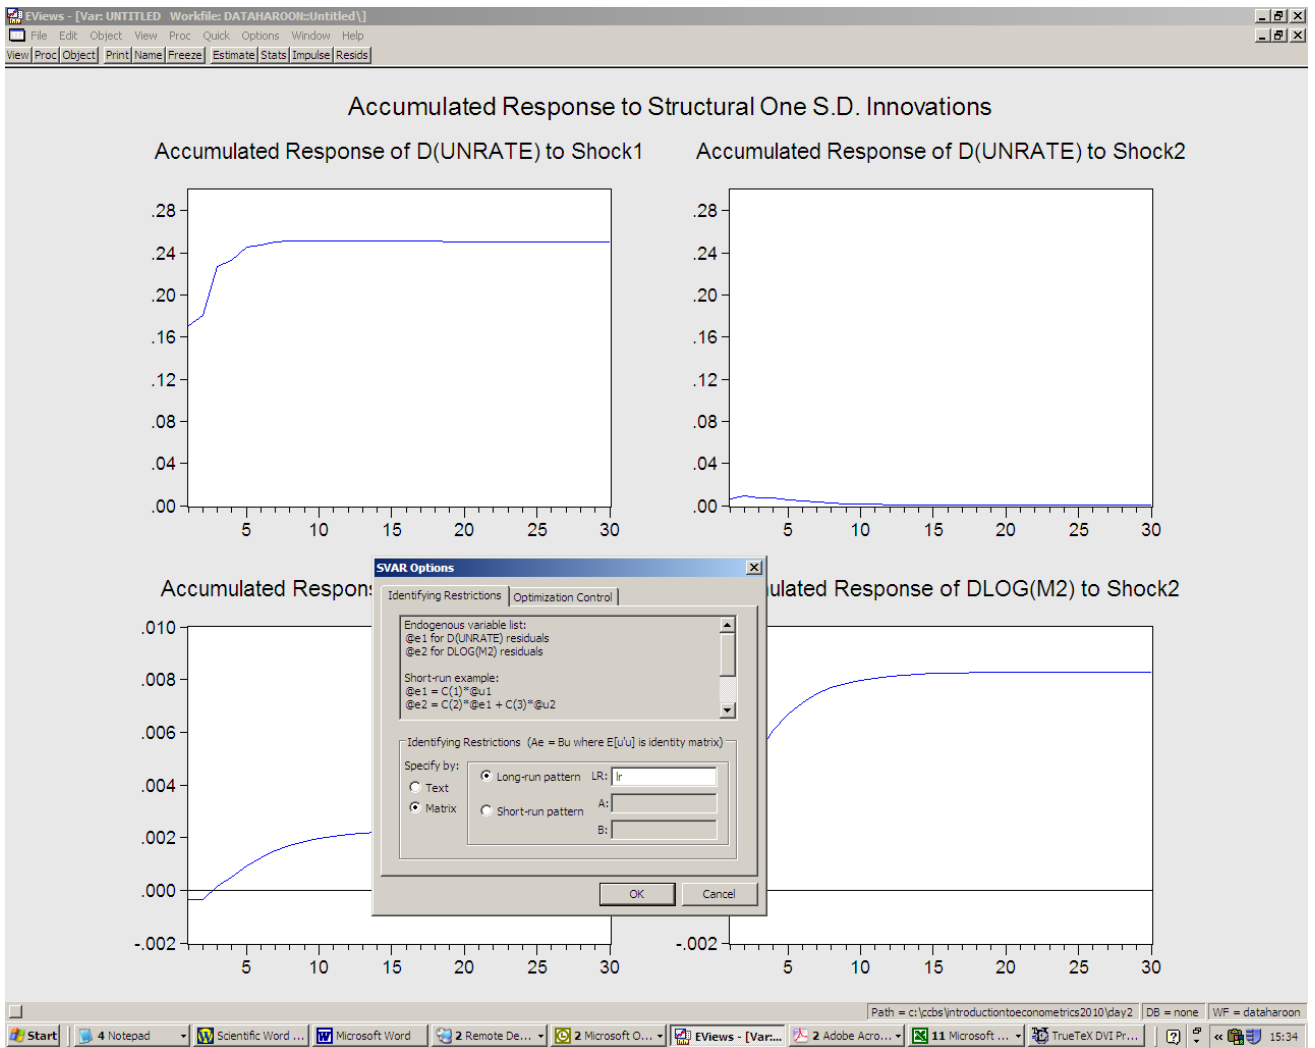 EViews - [Var: UNTITLED Workfile: DATAHAROON::Untitled\]
File Edit Object View Proc Quick Options Window Help
View Proc Object Print Name Freeze Estimate Stats Impulse Resids
Accumulated Response to Structural One S.D. Innovations
Accumulated Response of D(UNRATE) to Shock1
.28
.24
.20
.16
.12
.08
.04
.00
5 10 15 20 25 30
Accumulated Response of D(UNRATE) to Shock2
.28
.24
.20
.16
.12
.08
.04
.00
5 10 15 20 25 30
Accumulated Respon
.010
.008
.006
.004
.002
.000
-.002
5 10 15 20 25 30
ulated Response of DLOG(M2) to Shock2
-.002
5 10 15 20 25 30
SVAR Options
Identifying Restrictions Optimization Control
Endogenous variable list:
@e1 for D(UNRATE) residuals
@e2 for DLOG(M2) residuals
Short-run example:
@e1 = C(1)*@u1
@e2 = C(2)*@e1 + C(3)*@u2
Identifying Restrictions (Ae = Bu where E[u'u] is identity matrix)
Specify by:
Text
Matrix
Long-run pattern LR: lr
Short-run pattern A:
B:
OK Cancel
Path = c:\ccbs\introductiontoeconometrics2010\day2 DB = none WF = dataharoon
Start 4 Notepad Scientific Word ... Microsoft Word 2 Remote De... 2 Microsoft O... EViews - [Var:... 2 Adobe Acro... 11 Microsoft ... TrueTeX DVI Pr... 15:34